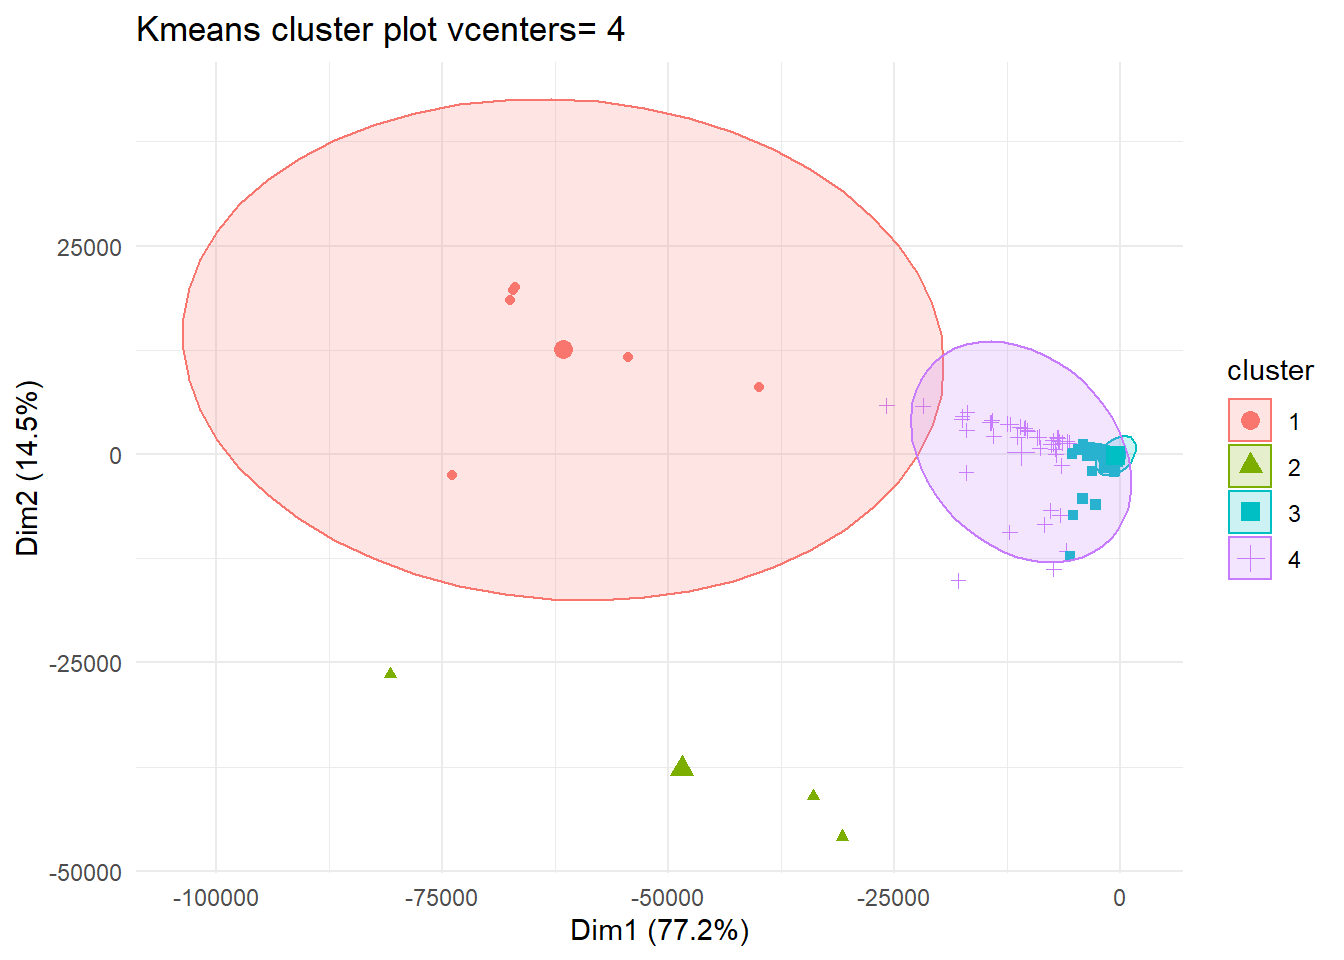 Kmeans cluster plot vcenters= 4
25000
0
-25000
-50000
Dim2 (14.5%)
-100000 -75000 -50000 -25000 0
Dim1 (77.2%)
cluster
1
2
3
4